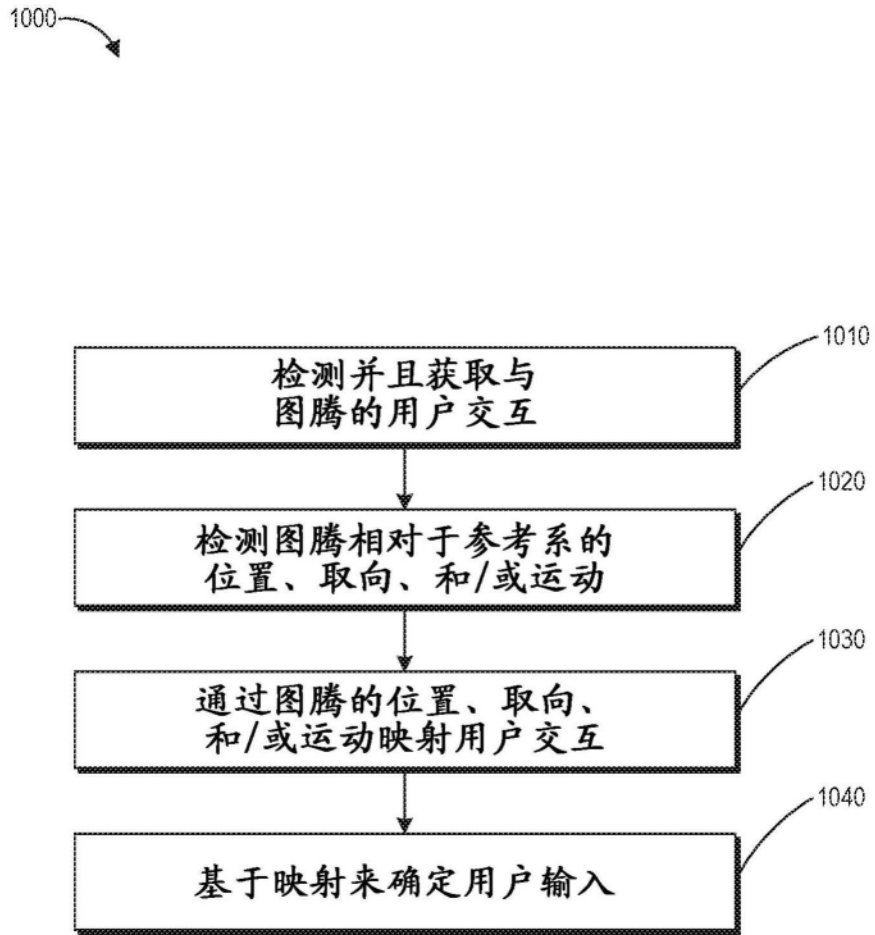 1000
1010
检测并且获取与
图腾的用户交互
1020
检测图腾相对于参考系的
位置、取向、和/或运动
1030
通过图腾的位置、取向、
和/或运动映射用户交互
1040
基于映射来确定用户输入